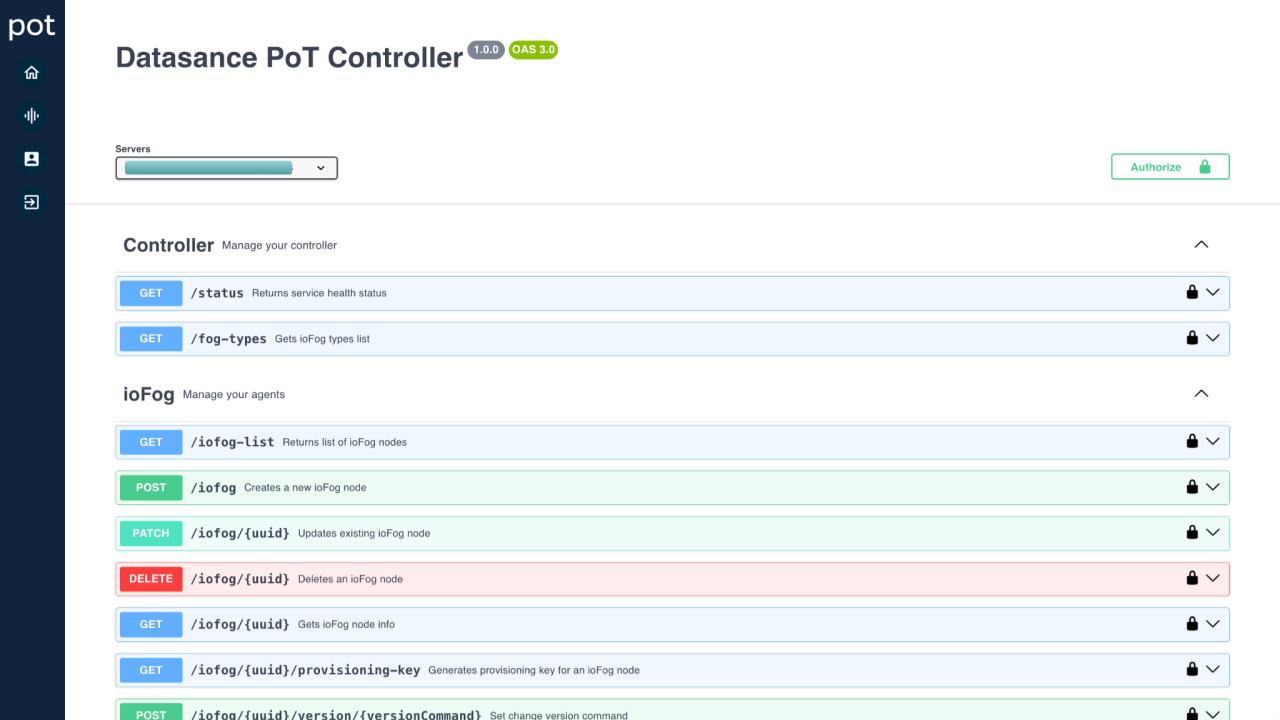 pot
Datasance PoT Controller 1.0.0 OAS 3.0
Servers
Authorize
Controller Manage your controller
GET /status Returns service health status
GET /fog-types Gets ioFog types list
ioFog Manage your agents
GET /iofog-list Returns list of ioFog nodes
POST /iofog Creates a new ioFog node
PATCH /iofog/{uuid} Updates existing ioFog node
DELETE /iofog/{uuid} Deletes an ioFog node
GET /iofog/{uuid} Gets ioFog node info
GET /iofog/{uuid}/provisioning-key Generates provisioning key for an ioFog node
POST /iofog/{uuid}/version/{versionCommand} Set change version command